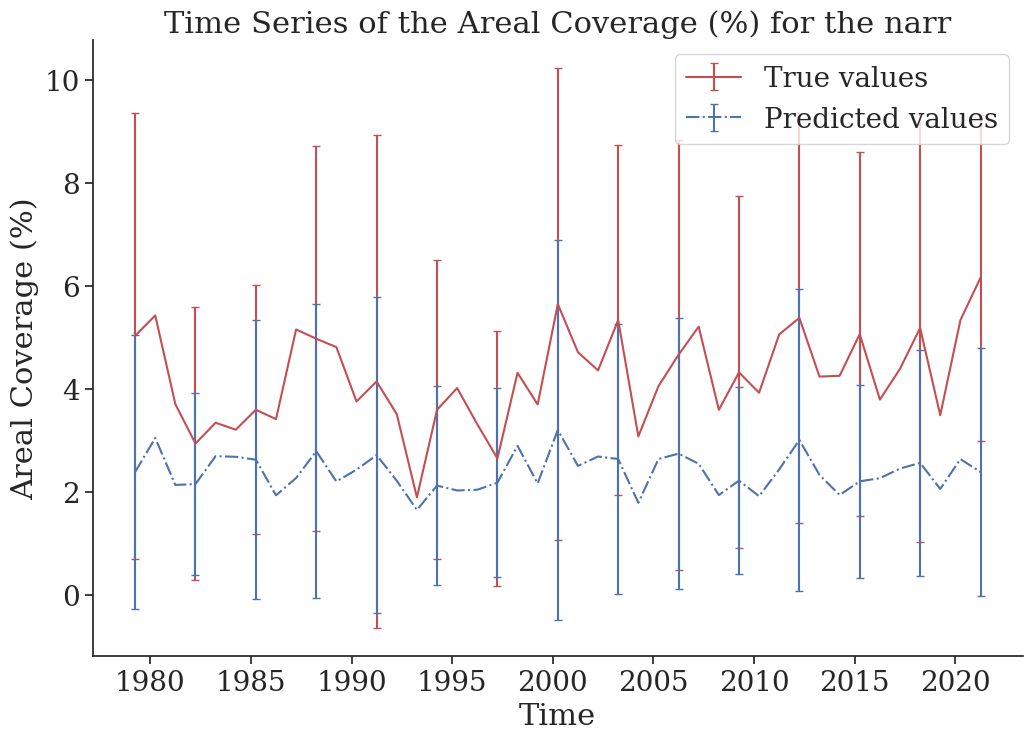 Time Series of the Areal Coverage (%) for the narr
True values
Predicted values
Areal Coverage (%)
10
8
6
4
2
0
1980 1985 1990 1995 2000 2005 2010 2015 2020
Time